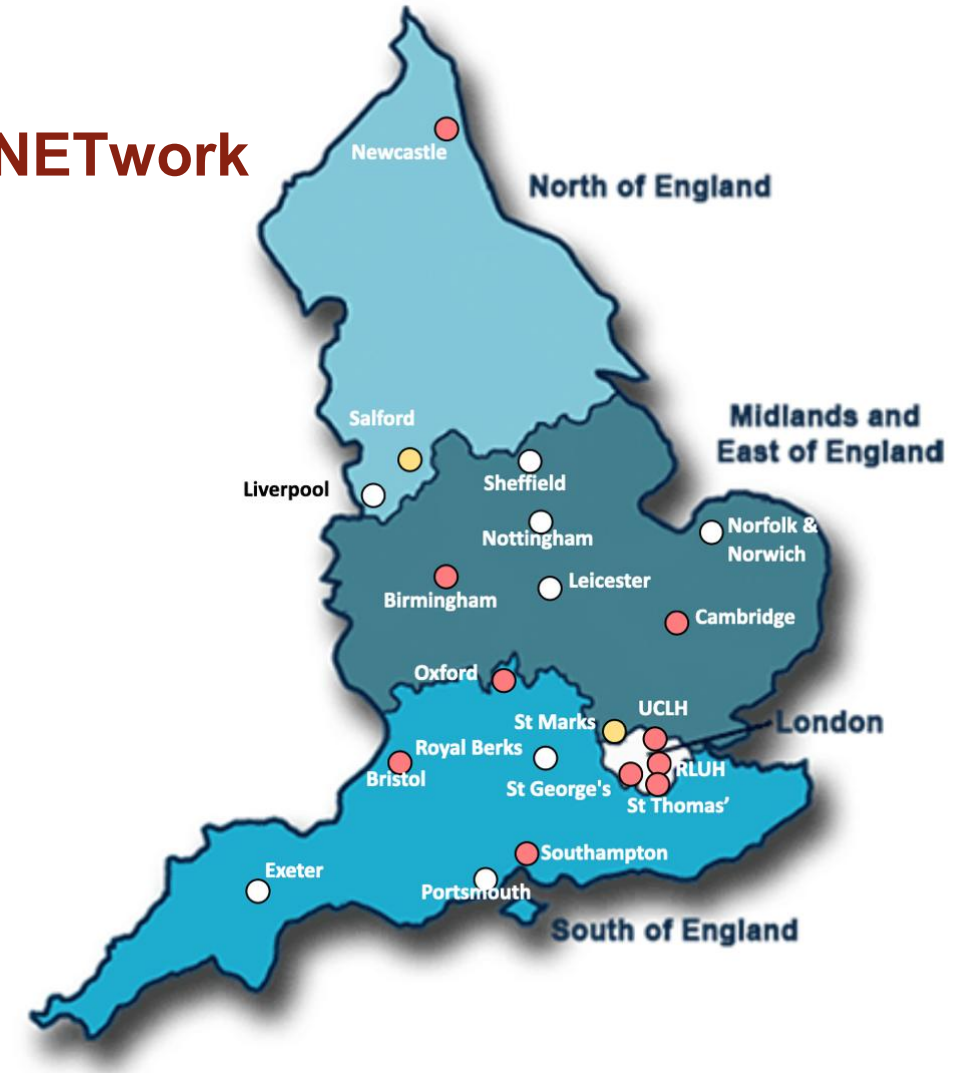 NETwork
Newcastle
North of England
Salford
Midlands and
East of England
Liverpool
Sheffield
Nottingham
Norfolk &
Norwich
Leicester
Birmingham
Cambridge
Oxford
UCLH
St Marks
London
Royal Berks
Bristol
RLUH
St George's
St Thomas’
Southampton
Exeter
Portsmouth
South of England